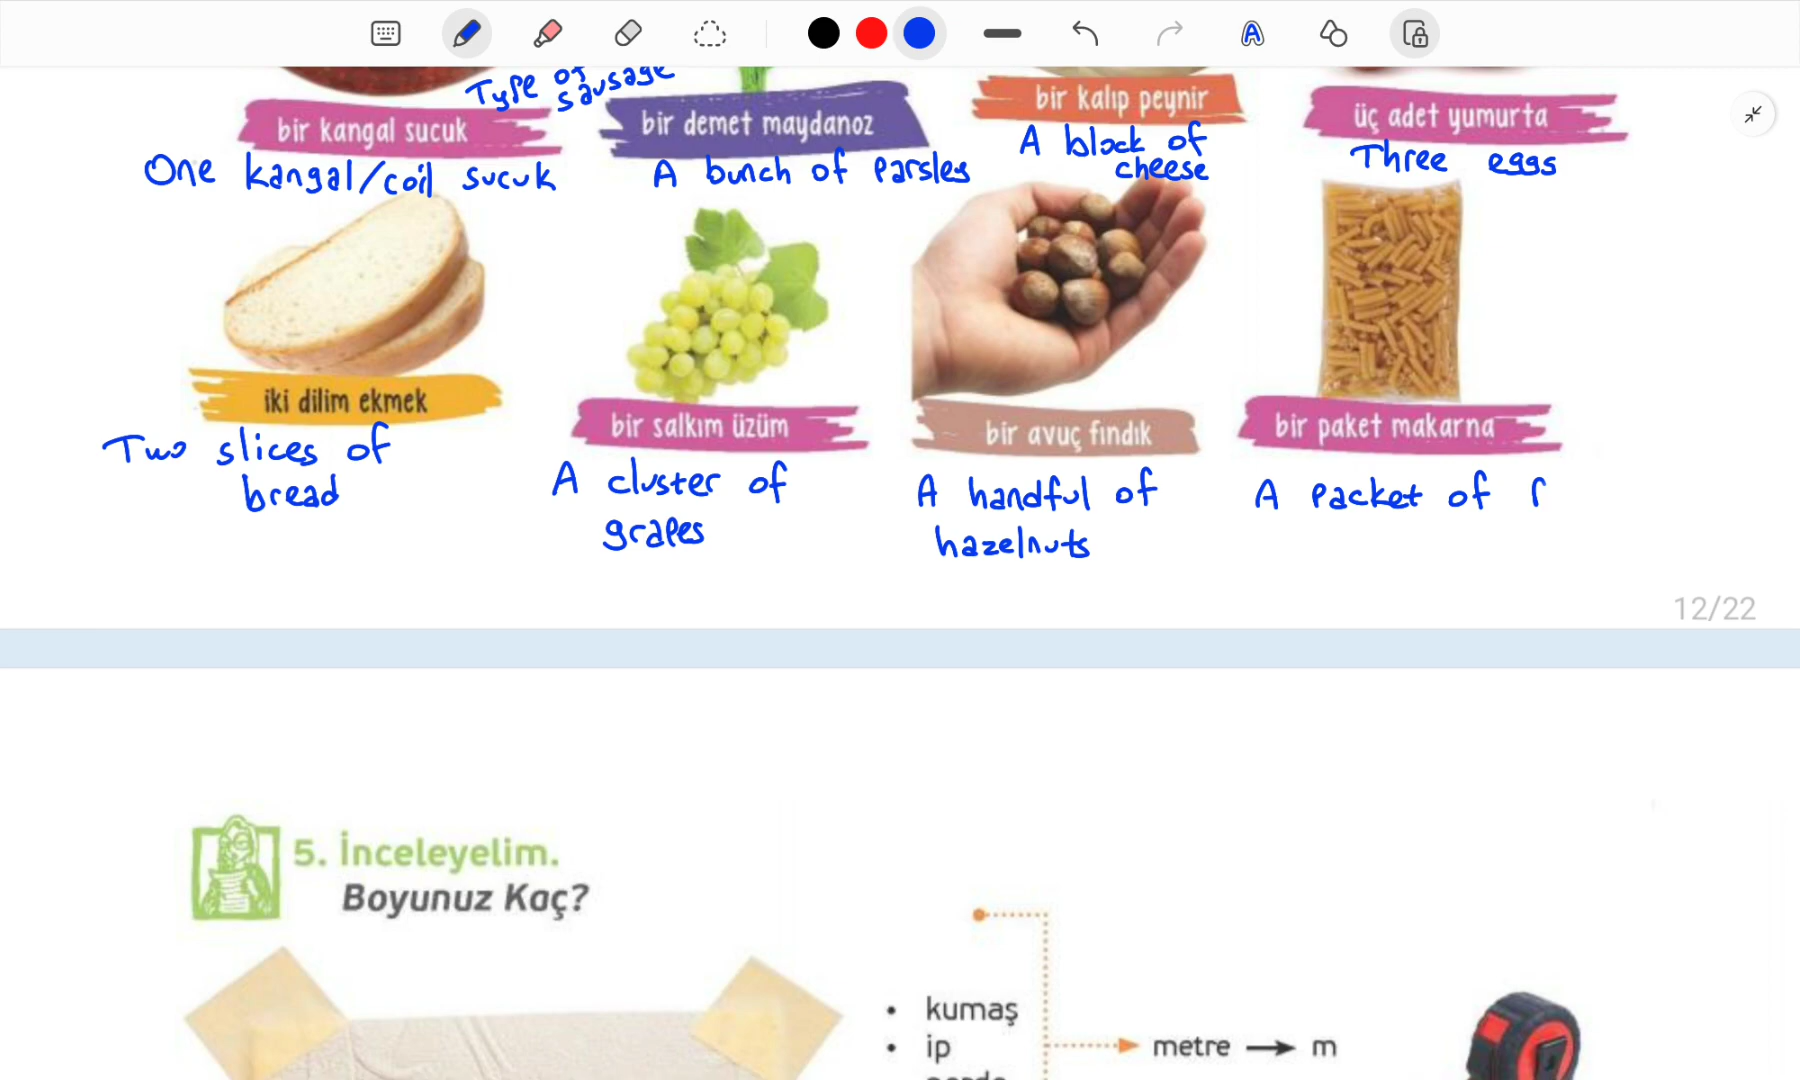 Type of
sausage
bir kangal sucuk
bir demet maydanoz
bir kalıp peynir
üç adet yumurta
One kangal/coil sucuk
A bunch of parsley
A block of
cheese
Three eggs
iki dilim ekmek
bir salkım üzüm
bir avuç fındık
bir paket makarna
Two slices of
bread
A cluster of
grapes
A handful of
hazelnuts
A packet of
12/22
5. İnceleyelim.
Boyunuz Kaç?
• kumaş
• ip
metre → m